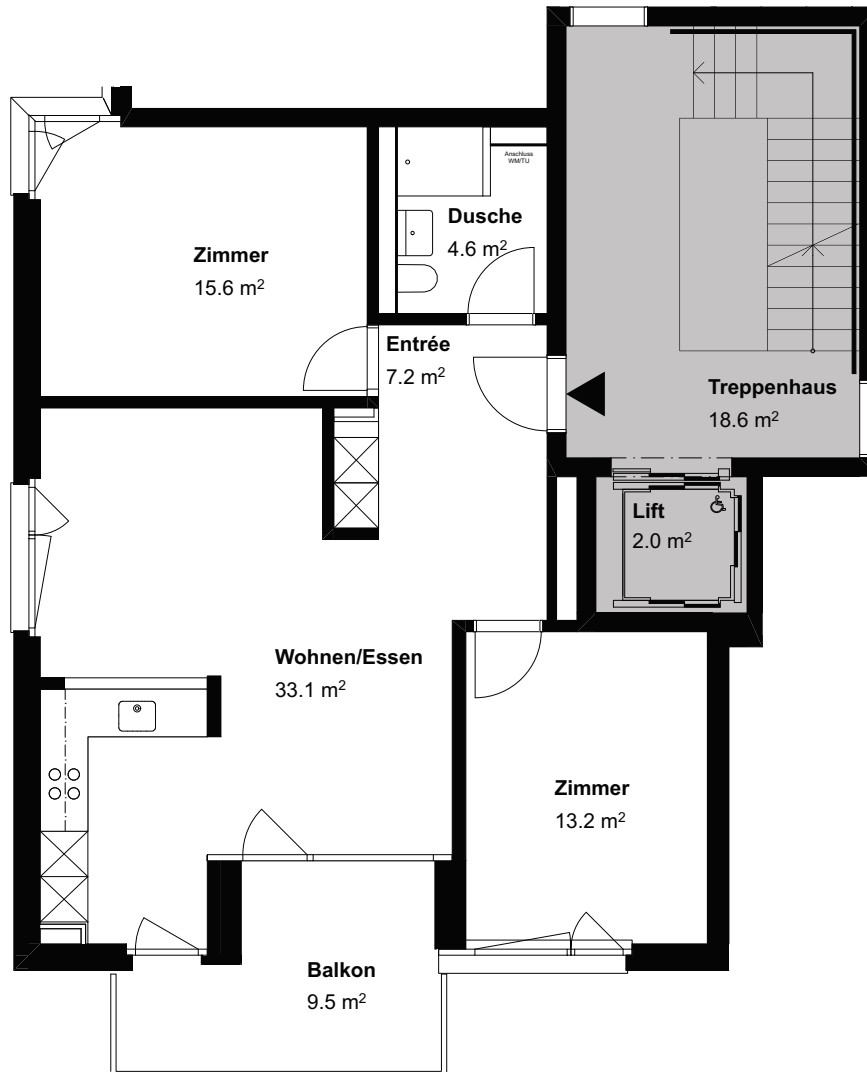 Anschluss
WM/TU
Dusche
4.6 m²
Zimmer
15.6 m²
Entrée
7.2 m²
Treppenhaus
18.6 m²
Lift
2.0 m²
Wohnen/Essen
33.1 m²
Zimmer
13.2 m²
Balkon
9.5 m²